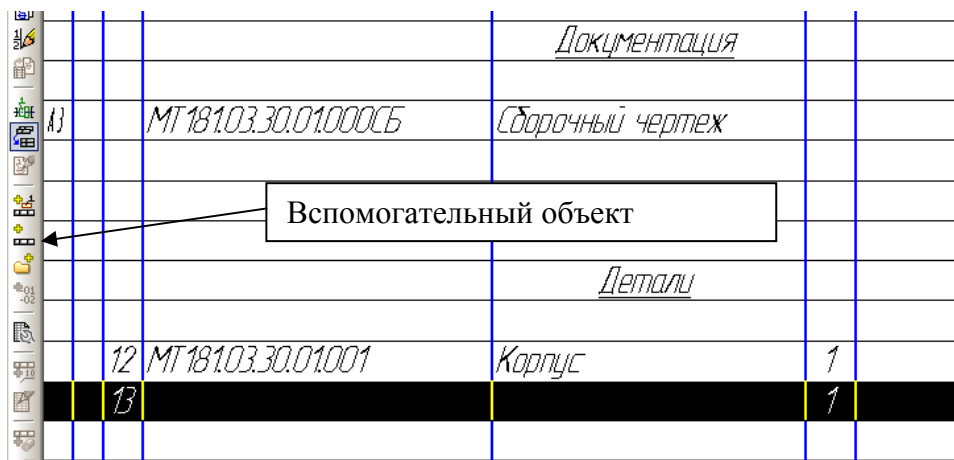 Документация
А3 МТ181.03.30.01.000СБ Сборочный чертеж
Вспомогательный объект
Детали
12 МТ181.03.30.01.001 Корпус 1
13 1